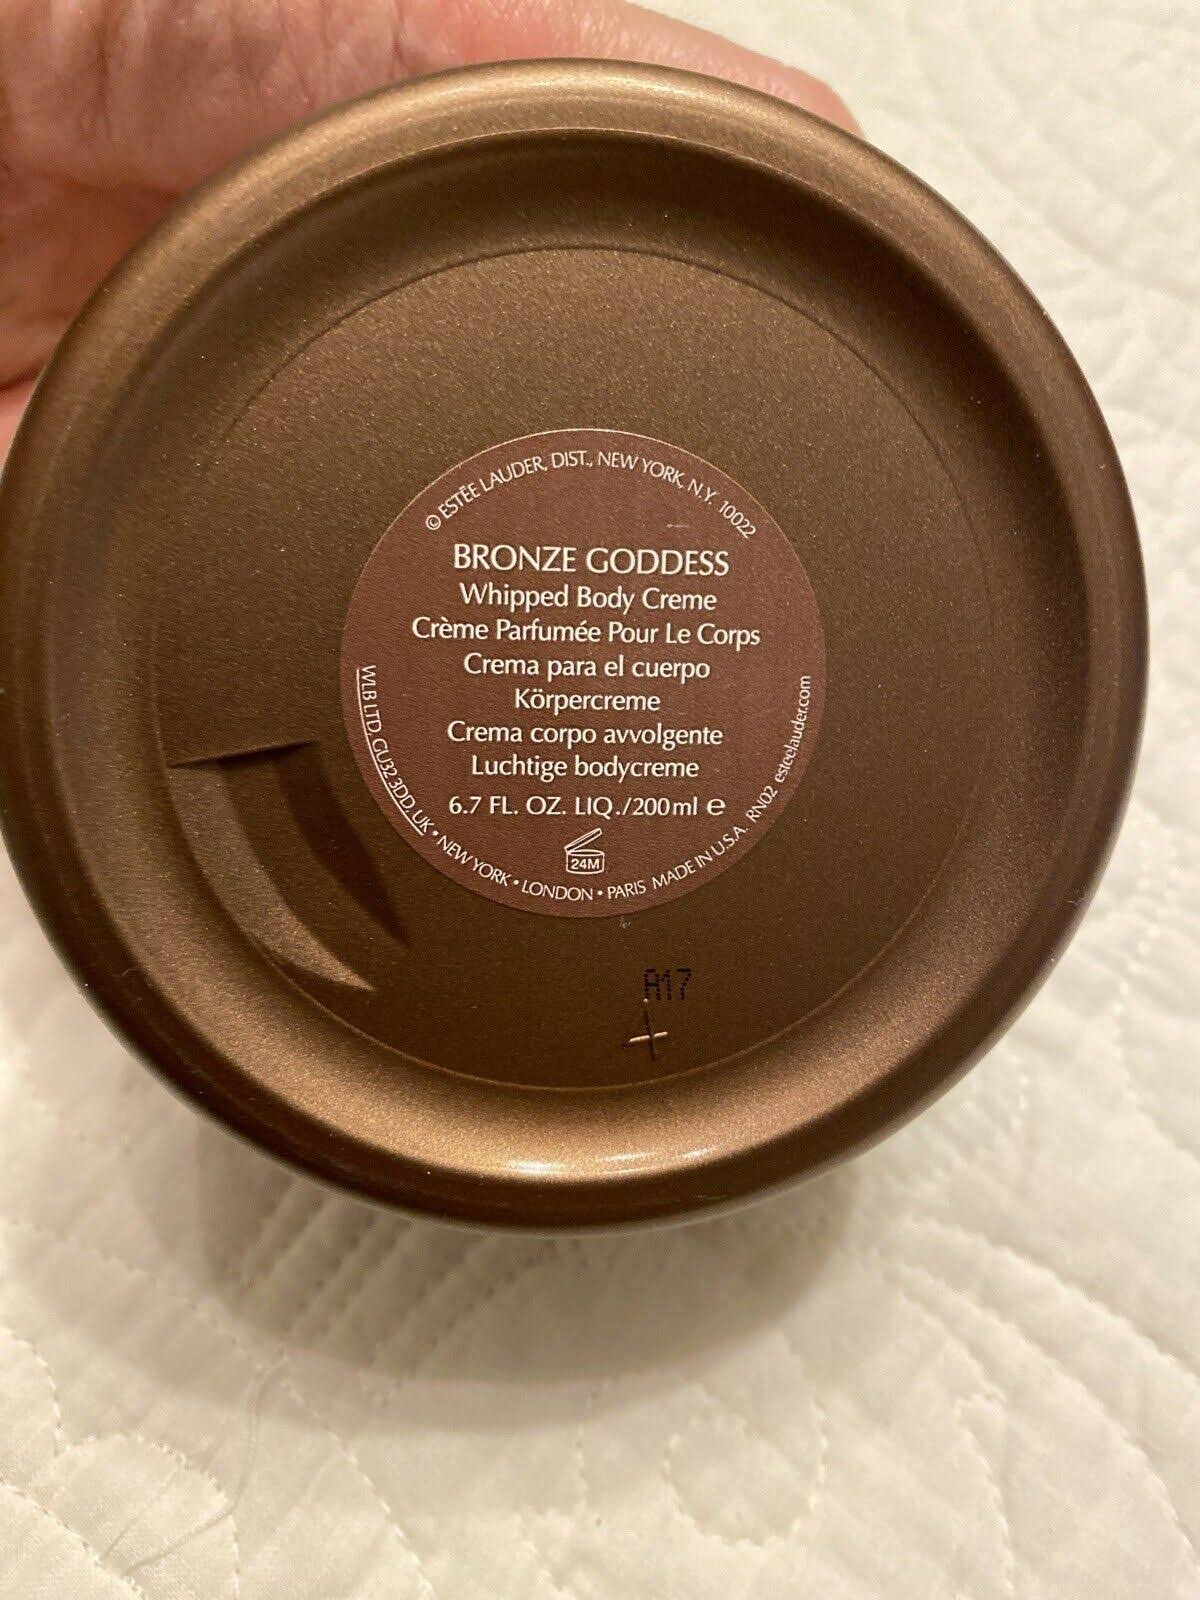 © ESTĒE LAUDER, DIST., NEW YORK, N.Y. 10022
BRONZE GODDESS
Whipped Body Creme
Crème Parfumée Pour Le Corps
Crema para el cuerpo
Körpercreme
Crema corpo avvolgente
Luchtige bodycreme
6.7 FL. OZ. LIQ./200ml e
24M
WLB LTD, GU32 3DD, UK • NEW YORK • LONDON • PARIS MADE IN U.S.A. RN02 esteelauder.com
A17